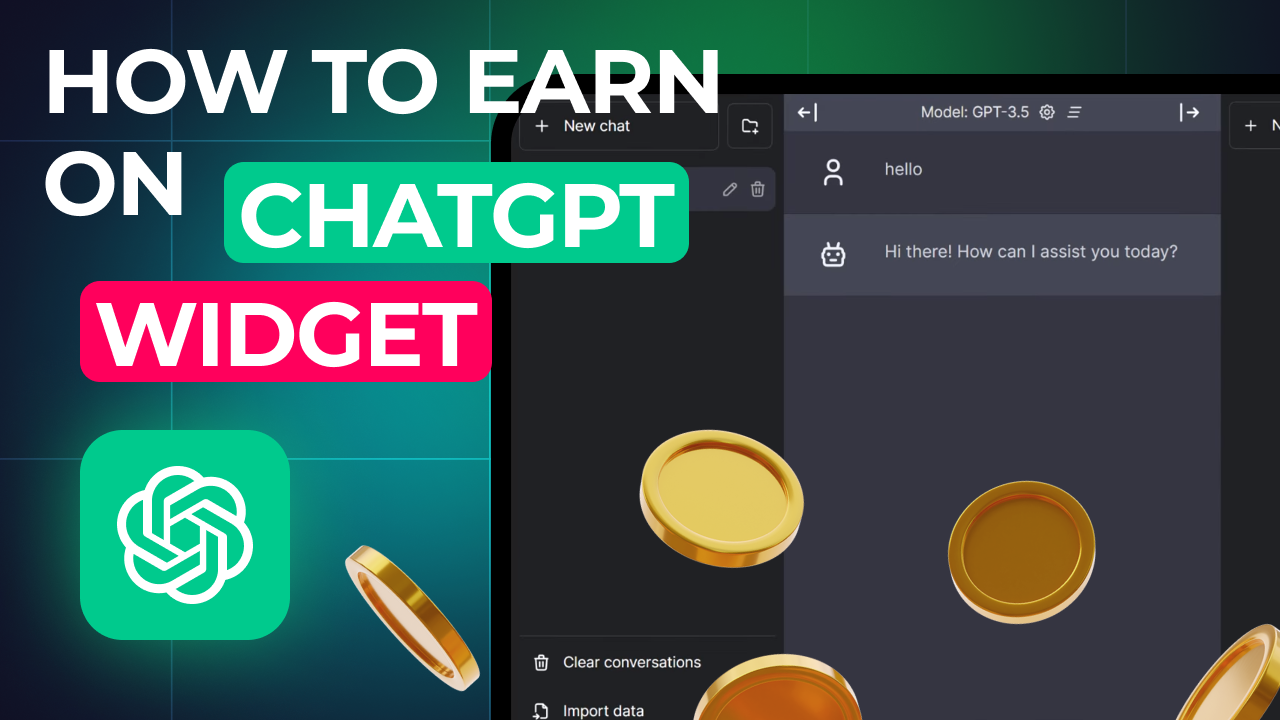 HOW TO EARN
ON CHATGPT
WIDGET
New chat
Model: GPT-3.5
hello
Hi there! How can I assist you today?
Clear conversations
Import data